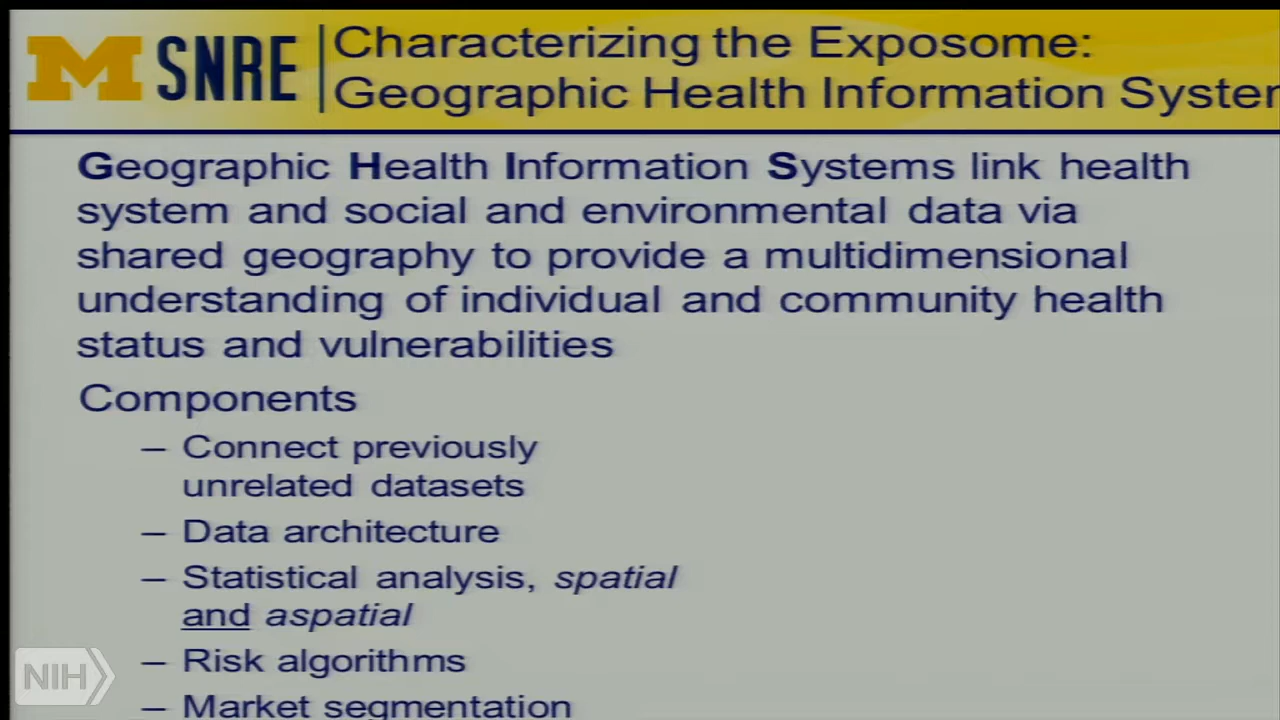 M SNRE
Characterizing the Exposome:
Geographic Health Information System
Geographic Health Information Systems link health
system and social and environmental data via
shared geography to provide a multidimensional
understanding of individual and community health
status and vulnerabilities
Components
– Connect previously
unrelated datasets
– Data architecture
– Statistical analysis, spatial
and aspatial
– Risk algorithms
– Market segmentation
NIH